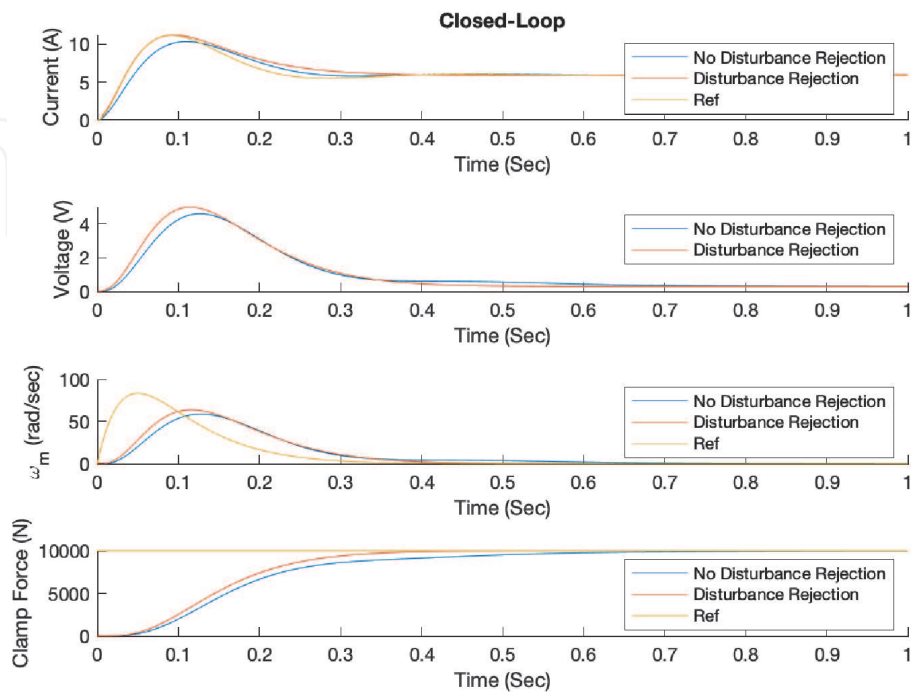 Closed-Loop
Current (A)
10
5
0
No Disturbance Rejection
Disturbance Rejection
Ref
0 0.1 0.2 0.3 0.4 0.5 0.6 0.7 0.8 0.9 1
Time (Sec)
Voltage (V)
4
2
0
No Disturbance Rejection
Disturbance Rejection
0 0.1 0.2 0.3 0.4 0.5 0.6 0.7 0.8 0.9 1
Time (Sec)
ω_m (rad/sec)
100
50
0
No Disturbance Rejection
Disturbance Rejection
Ref
0 0.1 0.2 0.3 0.4 0.5 0.6 0.7 0.8 0.9 1
Time (Sec)
Clamp Force (N)
10000
5000
0
No Disturbance Rejection
Disturbance Rejection
Ref
0 0.1 0.2 0.3 0.4 0.5 0.6 0.7 0.8 0.9 1
Time (Sec)